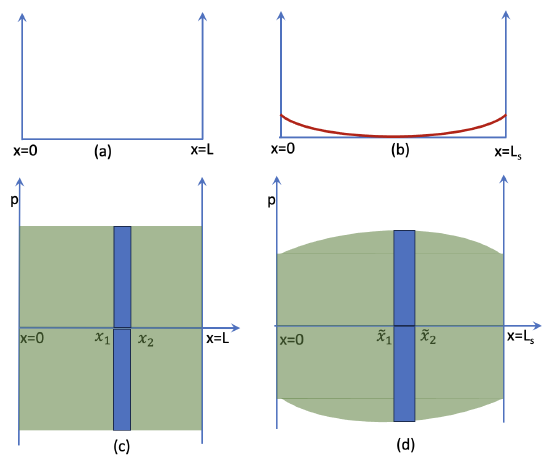 x=0
(a)
x=L
x=0
(b)
x=Lₛ
p
x=0
x₁
x₂
x=L
(c)
p
x=0
x̃₁
x̃₂
x=Lₛ
(d)